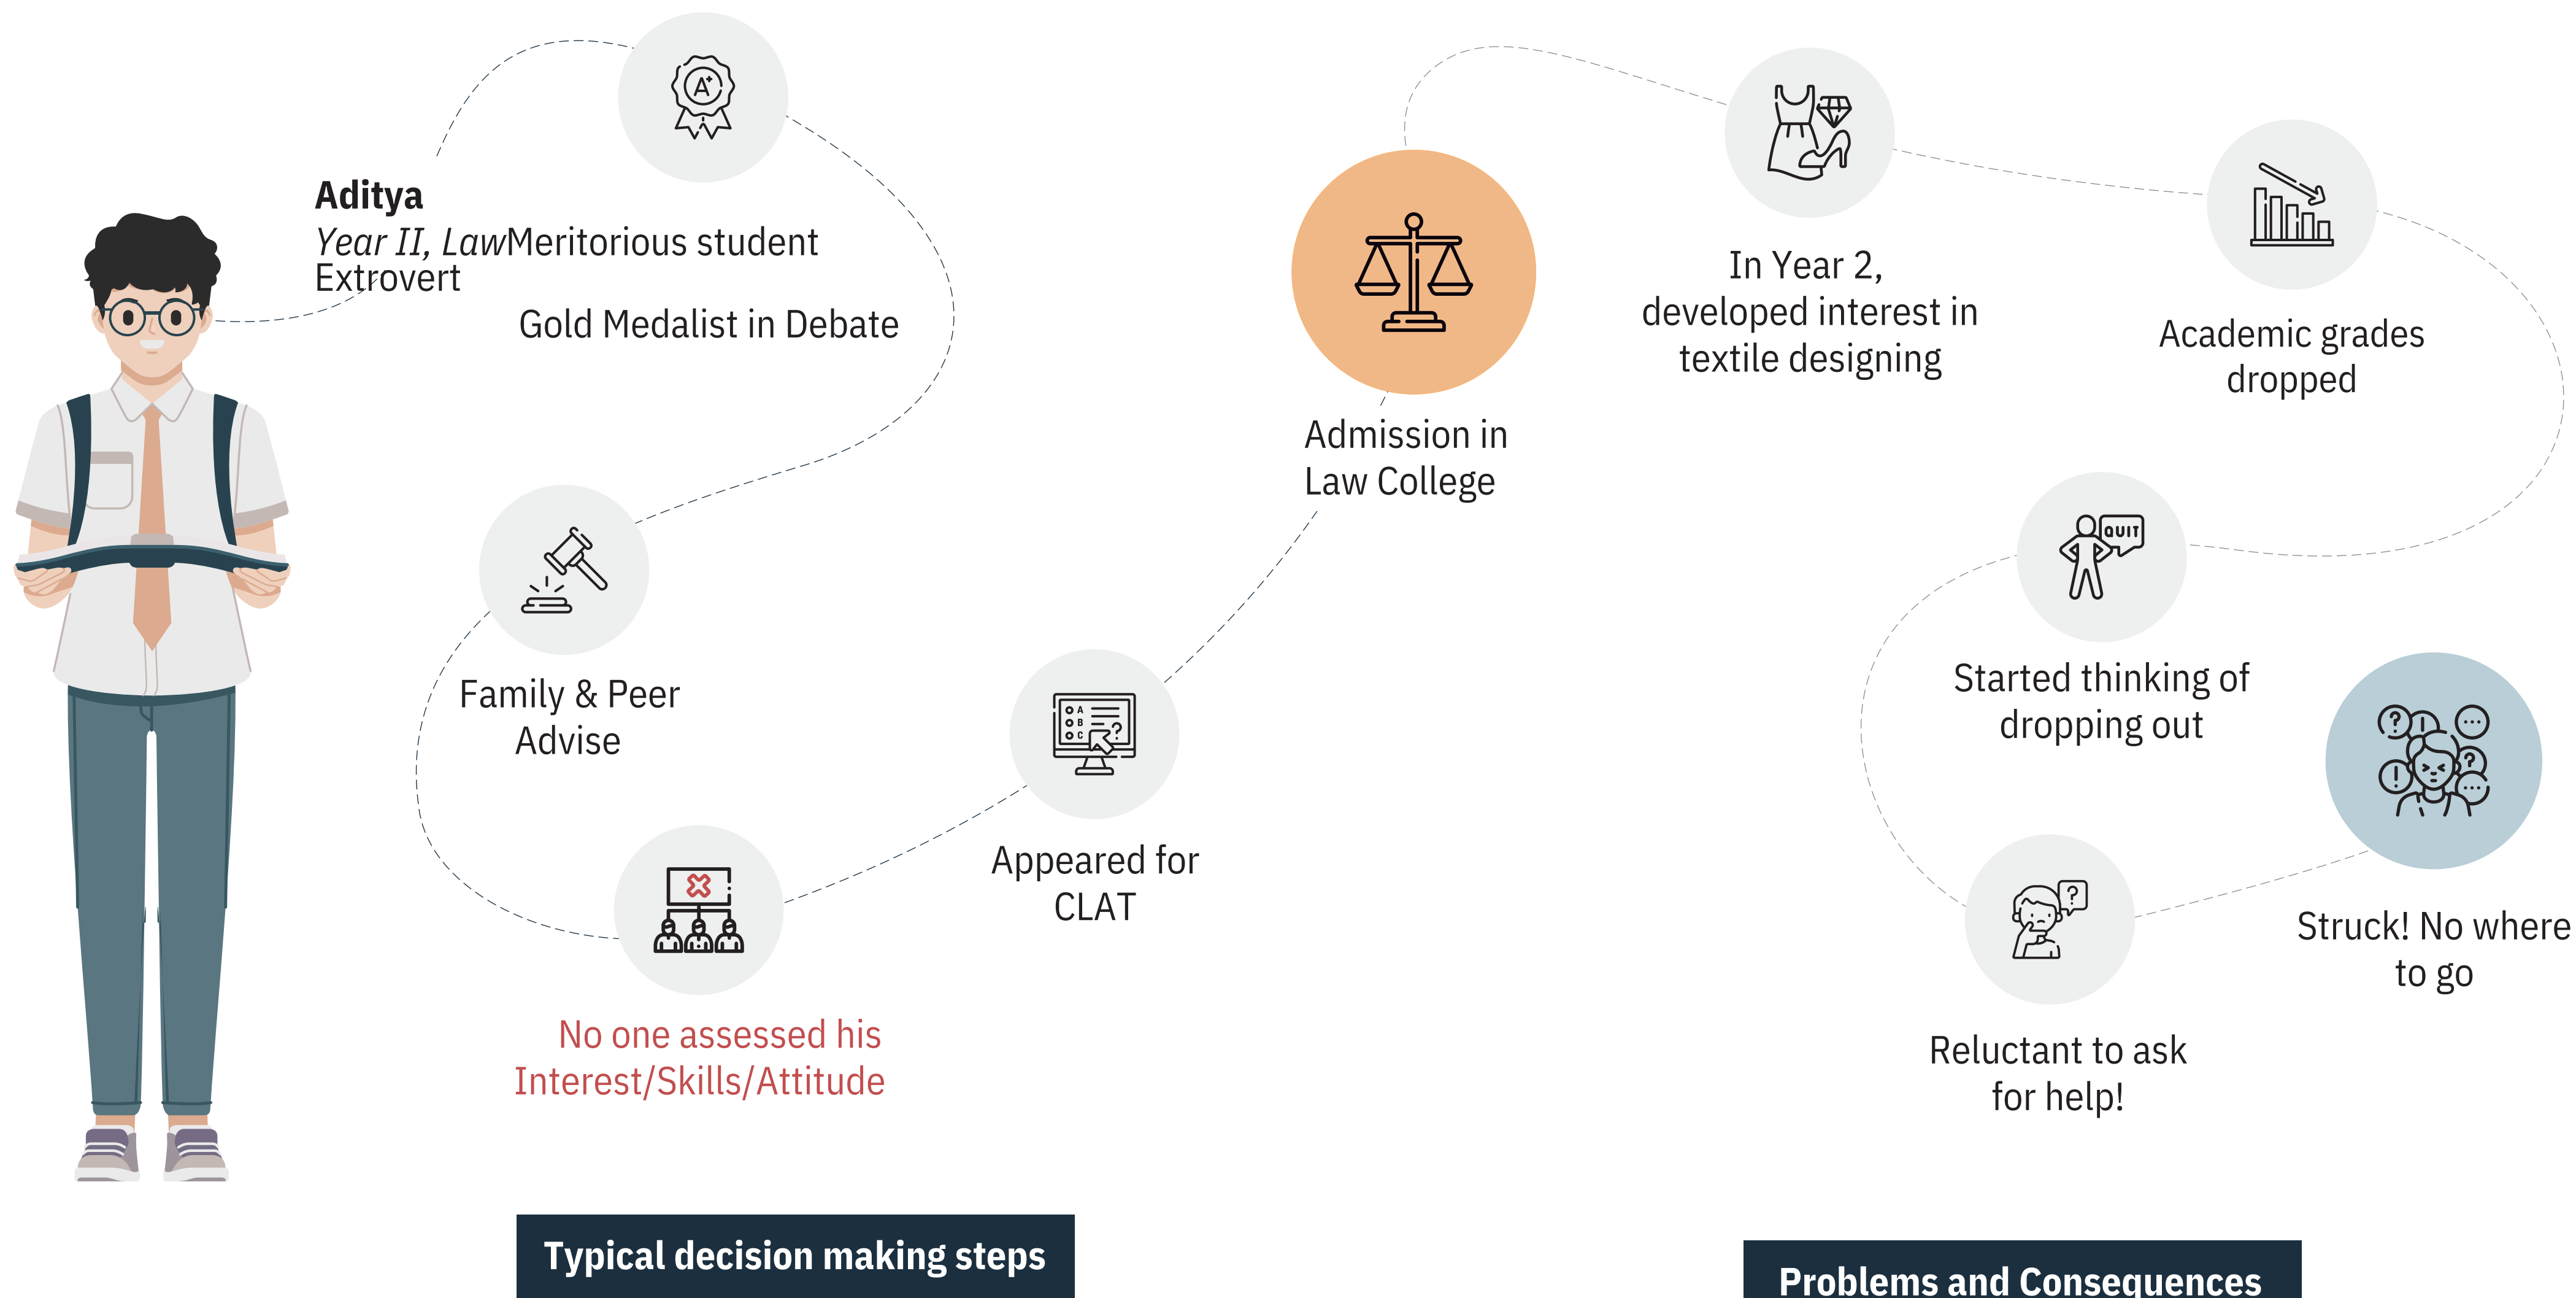 Aditya
Year II, LawMeritorious student
Extrovert
Gold Medalist in Debate
Family & Peer
Advise
No one assessed his
Interest/Skills/Attitude
Appeared for
CLAT
Admission in
Law College
In Year 2,
developed interest in
textile designing
Academic grades
dropped
QUIT
Started thinking of
dropping out
Reluctant to ask
for help!
Struck! No where
to go
A+
A
B
C
?
Typical decision making steps
Problems and Consequences